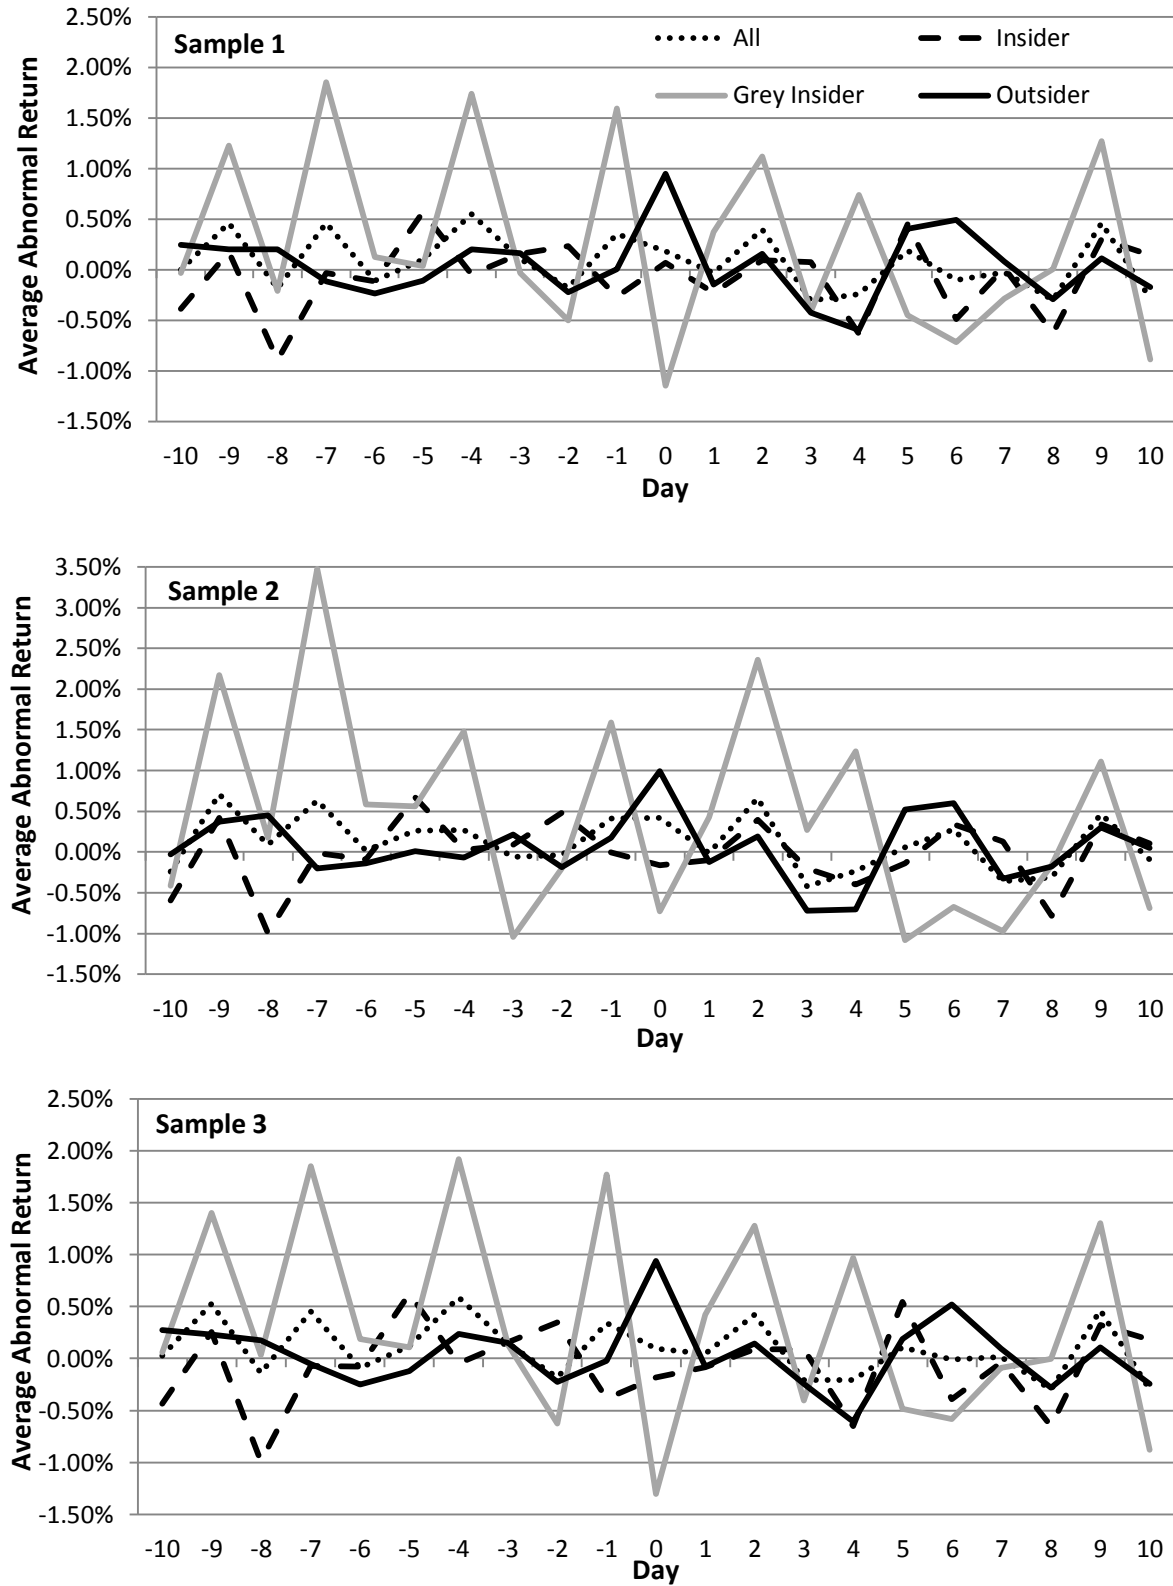 2.50%
Sample 1
All
Insider
2.00%
Grey Insider
Outsider
1.50%
1.00%
0.50%
0.00%
-0.50%
-1.00%
-1.50%
Average Abnormal Return
-10 -9 -8 -7 -6 -5 -4 -3 -2 -1 0 1 2 3 4 5 6 7 8 9 10
Day
3.50%
Sample 2
3.00%
2.50%
2.00%
1.50%
1.00%
0.50%
0.00%
-0.50%
-1.00%
-1.50%
Average Abnormal Return
-10 -9 -8 -7 -6 -5 -4 -3 -2 -1 0 1 2 3 4 5 6 7 8 9 10
Day
2.50%
Sample 3
2.00%
1.50%
1.00%
0.50%
0.00%
-0.50%
-1.00%
-1.50%
Average Abnormal Return
-10 -9 -8 -7 -6 -5 -4 -3 -2 -1 0 1 2 3 4 5 6 7 8 9 10
Day